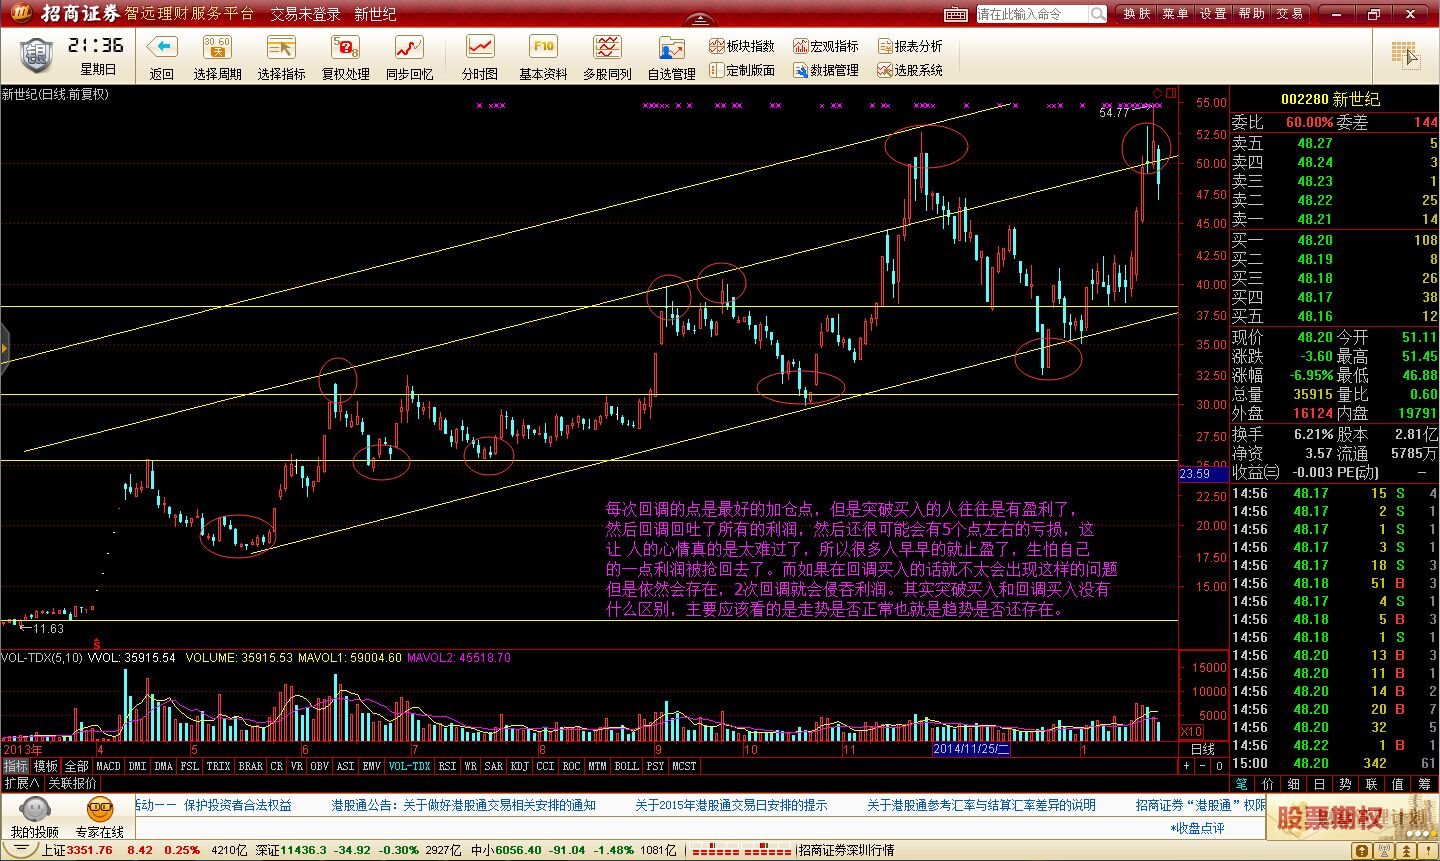 招商证券 智远理财服务平台 交易未登录 新世纪
请在此输入命令 换肤 菜单 设置 帮助 交易
21:36
星期日
返回 选择周期 选择指标 复权处理 同步回忆 分时图 基本资料 多股同列 自选管理
板块指数 宏观指标 报表分析
定制版面 数据管理 选股系统
新世纪(日线.前复权)
54.77
11.63
55.00
52.50
50.00
47.50
45.00
42.50
40.00
37.50
35.00
32.50
30.00
27.50
25.00
23.59
22.50
20.00
17.50
15.00
每次回调的点是最好的加仓点，但是突破买入的人往往是有盈利了，
然后回调回吐了所有的利润，然后还很可能会有5个点左右的亏损，这
让 人的心情真的是太难过了，所以很多人早早的就止盈了，生怕自己
的一点利润被抢回去了。而如果在回调买入的话就不太会出现这样的问题
但是依然会存在，2次回调就会侵吞利润。其实突破买入和回调买入没有
什么区别，主要应该看的是走势是否正常也就是趋势是否还存在。
VOL-TDX(5,10) VVOL: 35915.54 VOLUME: 35915.53 MAVOL1: 59004.60 MAVOL2: 45518.70
15000
10000
5000
X10
2013年 4 5 6 7 8 9 10 11 2014/11/25/二 1 日线
指标 模板 全部 MACD DMI DMA FSL TRIX BRAR CR VR OBV ASI EMV VOL-TDX RSI WR SAR KDJ CCI ROC MTM BOLL PSY MCST + - 0
扩展∧ 关联报价
002280 新世纪
委比 60.00% 委差 144
卖五 48.27 5
卖四 48.24 3
卖三 48.23 1
卖二 48.22 25
卖一 48.21 14
买一 48.20 108
买二 48.19 8
买三 48.18 26
买四 48.17 38
买五 48.16 12
现价 48.20 今开 51.11
涨跌 -3.60 最高 51.45
涨幅 -6.95% 最低 46.88
总量 35915 量比 0.60
外盘 16124 内盘 19791
换手 6.21% 股本 2.81亿
净资 3.57 流通 5785万
收益㈢ -0.003 PE(动) —
14:56 48.17 15 S 4
14:56 48.17 2 S 1
14:56 48.17 1 S 1
14:56 48.17 3 S 1
14:56 48.17 18 S 3
14:56 48.18 51 B 3
14:56 48.17 4 S 1
14:56 48.18 5 B 3
14:56 48.18 1 S 1
14:56 48.20 13 B 3
14:56 48.20 11 B 1
14:56 48.20 14 B 2
14:56 48.20 20 B 7
14:56 48.20 32 5
14:56 48.22 1 B 1
15:00 48.20 342 61
笔 价 细 日 势 联 值 筹
我的投顾 专家在线
活动—— 保护投资者合法权益 港股通公告：关于做好港股通交易相关安排的通知 关于2015年港股通交易日安排的提示 关于港股通参考汇率与结算汇率差异的说明 招商证券“港股通”权限
*收盘点评
股票期权
上证3351.76 8.42 0.25% 4210亿 深证11436.3 -34.92 -0.30% 2927亿 中小6056.40 -91.04 -1.48% 1081亿 招商证券深圳行情